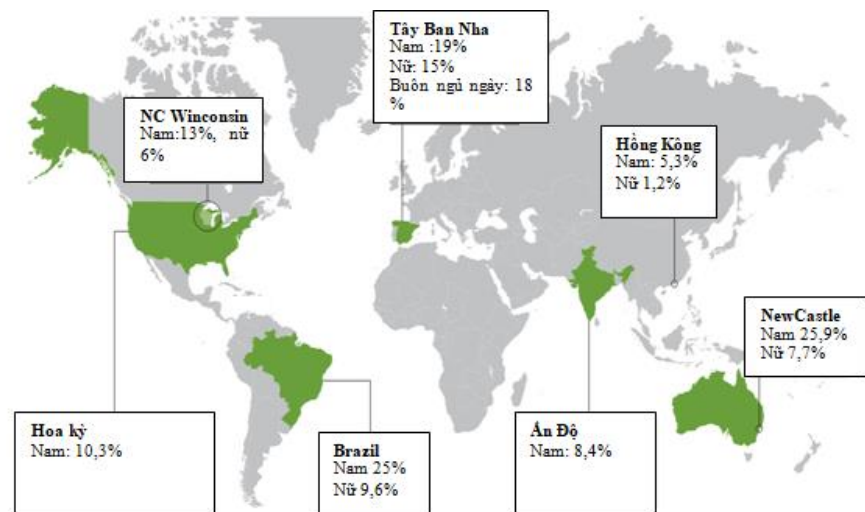 Tây Ban Nha
Nam :19%
Nữ: 15%
Buôn ngủ ngày: 18
%
NC Winconsin
Nam:13%, nữ
6%
Hồng Kông
Nam: 5,3%
Nữ 1,2%
NewCastle
Nam 25,9%
Nữ 7,7%
Hoa kỳ
Nam: 10,3%
Brazil
Nam 25%
Nữ 9,6%
Ấn Độ
Nam: 8,4%